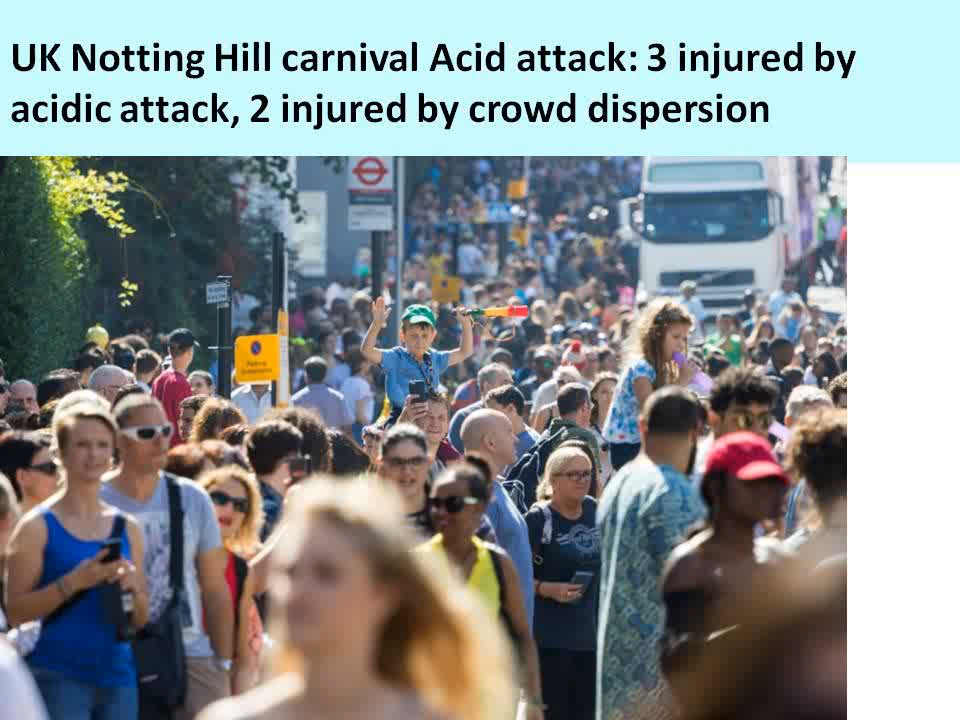 UK Notting Hill carnival Acid attack: 3 injured by
acidic attack, 2 injured by crowd dispersion